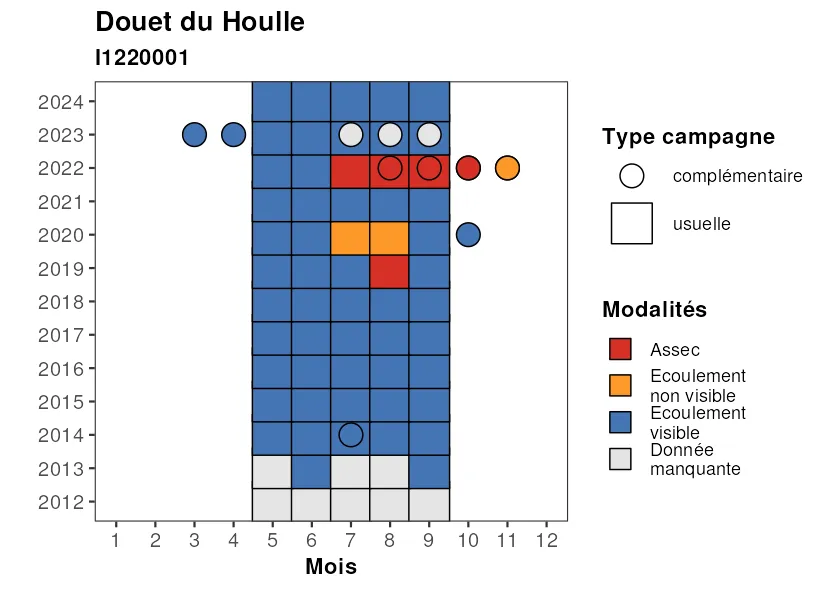 Douet du Houlle
I1220001
2024
2023
2022
2021
2020
2019
2018
2017
2016
2015
2014
2013
2012
1 2 3 4 5 6 7 8 9 10 11 12
Mois
Type campagne
complémentaire
usuelle
Modalités
Assec
Ecoulement
non visible
Ecoulement
visible
Donnée
manquante